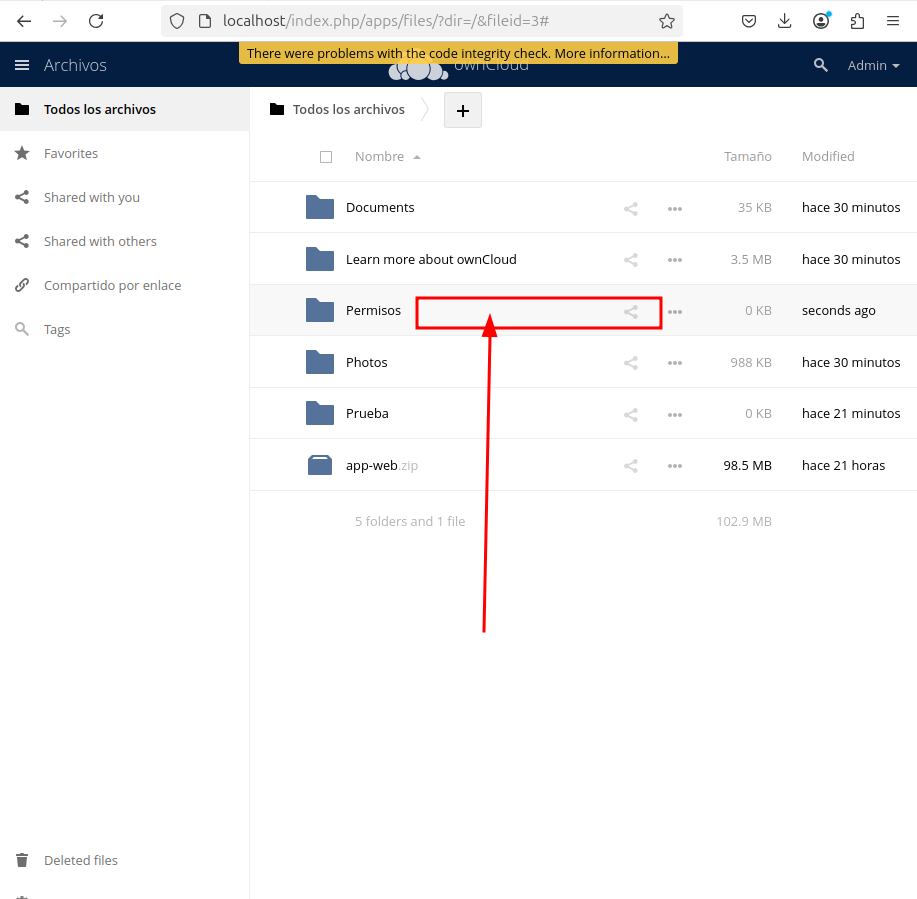 localhost/index.php/apps/files/?dir=/&fileid=3#
There were problems with the code integrity check. More information…
Archivos
ownCloud
Admin
Todos los archivos
Favorites
Shared with you
Shared with others
Compartido por enlace
Tags
Deleted files
Todos los archivos
+
Nombre Tamaño Modified
Documents 35 KB hace 30 minutos
Learn more about ownCloud 3.5 MB hace 30 minutos
Permisos 0 KB seconds ago
Photos 988 KB hace 30 minutos
Prueba 0 KB hace 21 minutos
app-web.zip 98.5 MB hace 21 horas
5 folders and 1 file 102.9 MB